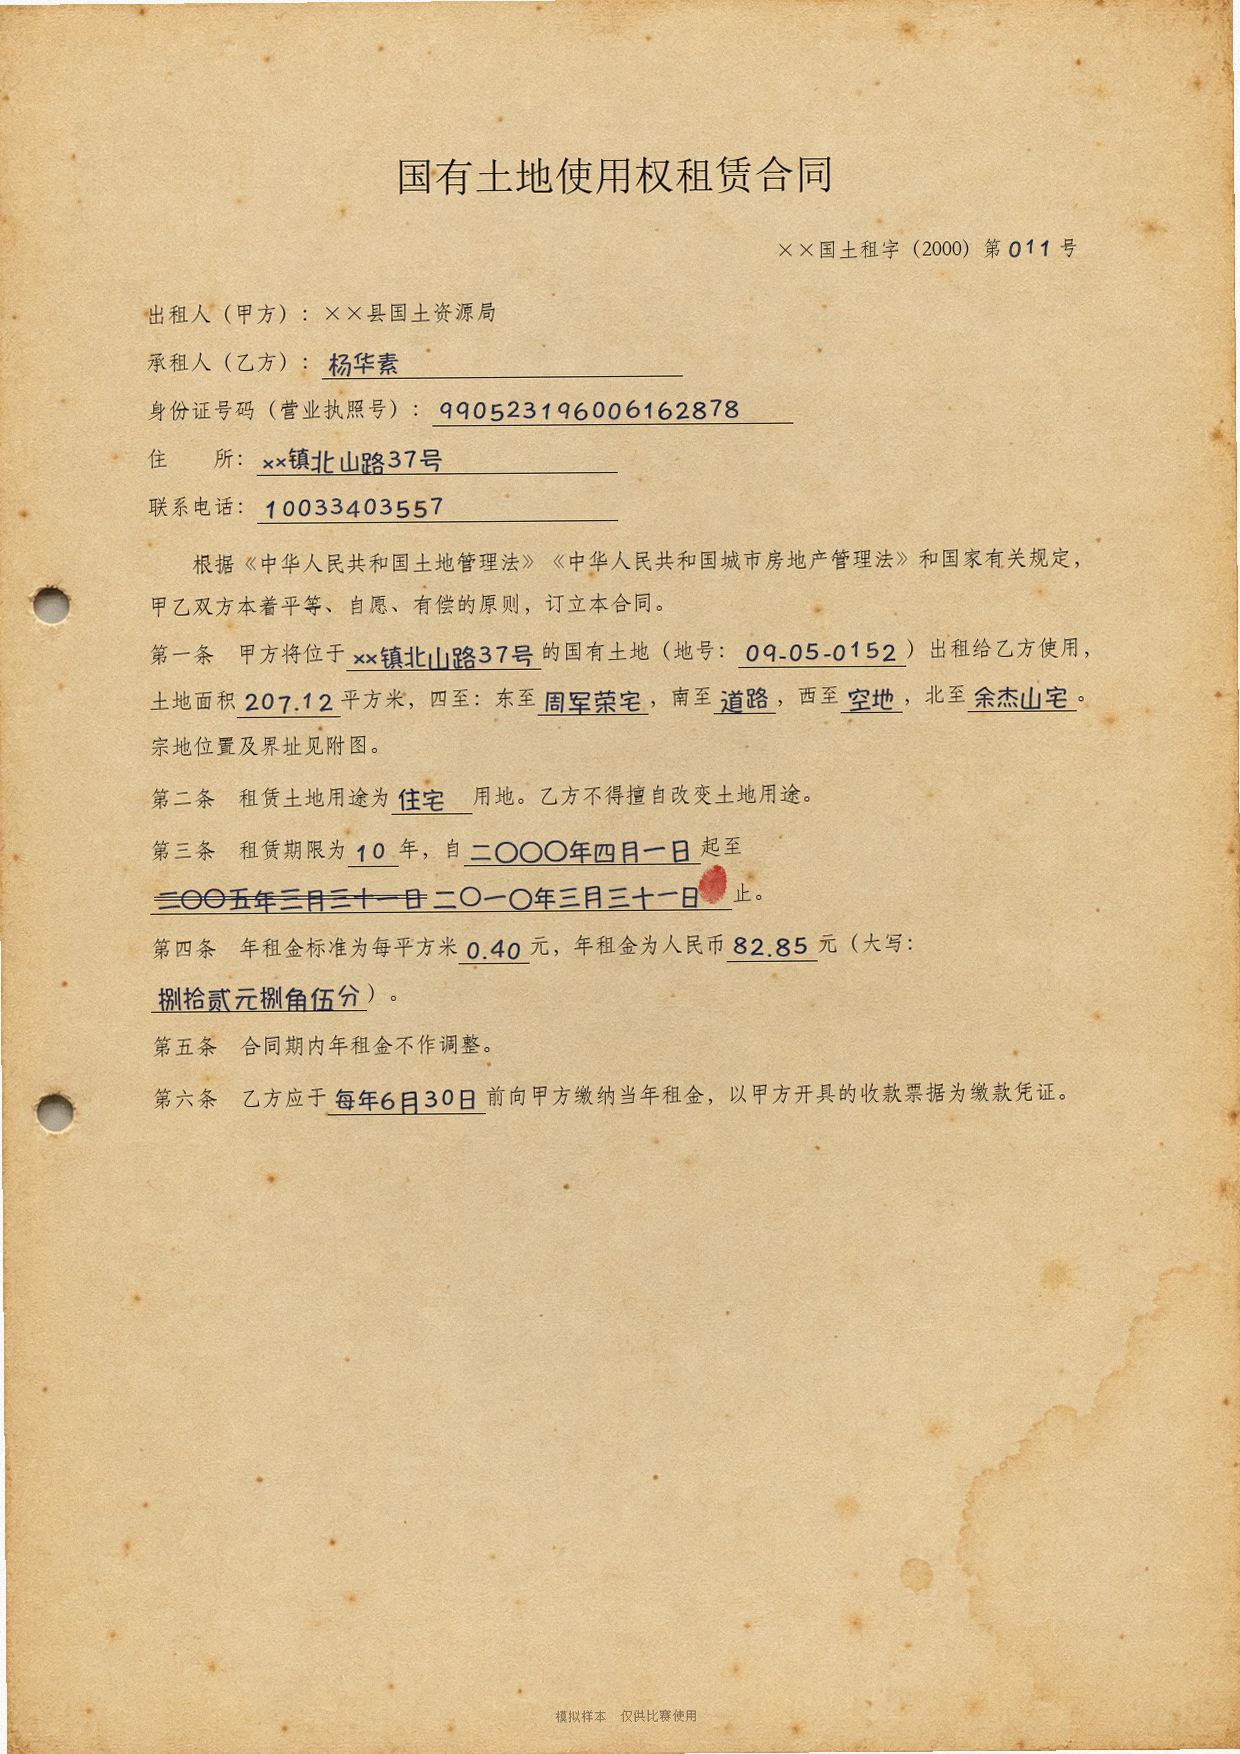 国有土地使用权租赁合同
××国土租字（2000）第011号
出租人（甲方）：××县国土资源局
承租人（乙方）：杨华素
身份证号码（营业执照号）：990523196006162878
住　　所：××镇北山路37号
联系电话：10033403557
根据《中华人民共和国土地管理法》《中华人民共和国城市房地产管理法》和国家有关规定，
甲乙双方本着平等、自愿、有偿的原则，订立本合同。
第一条　甲方将位于××镇北山路37号的国有土地（地号：09-05-0152）出租给乙方使用，
土地面积207.12平方米，四至：东至周军荣宅，南至道路，西至空地，北至余杰山宅。
宗地位置及界址见附图。
第二条　租赁土地用途为住宅用地。乙方不得擅自改变土地用途。
第三条　租赁期限为10年，自二〇〇〇年四月一日起至
二〇〇五年三月三十一日 二〇一〇年三月三十一日止。
第四条　年租金标准为每平方米0.40元，年租金为人民币82.85元（大写：
捌拾贰元捌角伍分）。
第五条　合同期内年租金不作调整。
第六条　乙方应于每年6月30日前向甲方缴纳当年租金，以甲方开具的收款票据为缴款凭证。
模拟样本　仅供比赛使用